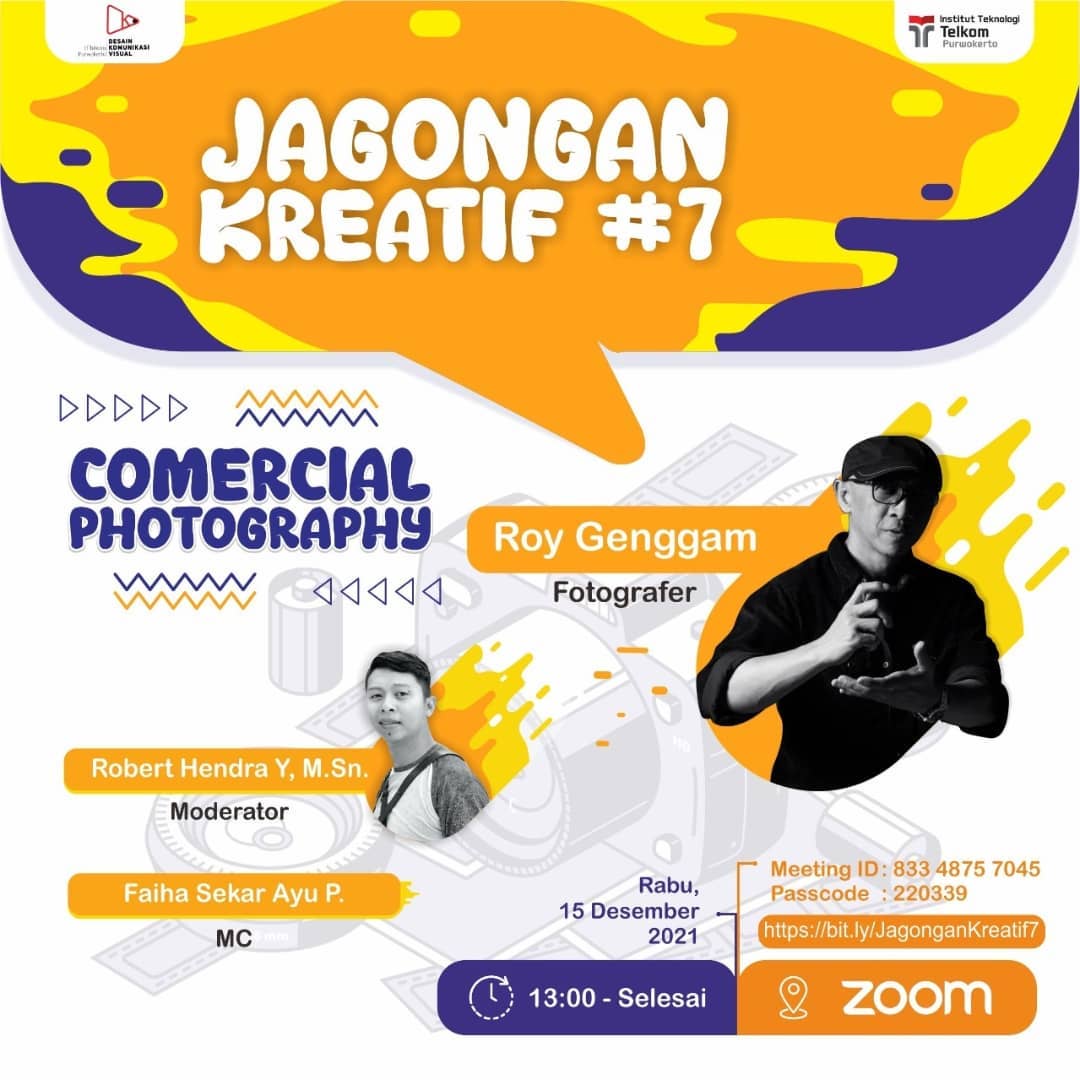 DESAIN
ITTelkom KOMUNIKASI
Purwokerto VISUAL
Institut Teknologi
Telkom
Purwokerto
JAGONGAN
KREATIF #7
COMERCIAL
PHOTOGRAPHY
Roy Genggam
Fotografer
Robert Hendra Y, M.Sn.
Moderator
Faiha Sekar Ayu P.
MC
Rabu,
15 Desember
2021
Meeting ID : 833 4875 7045
Passcode : 220339
https://bit.ly/JagonganKreatif7
13:00 - Selesai
zoom